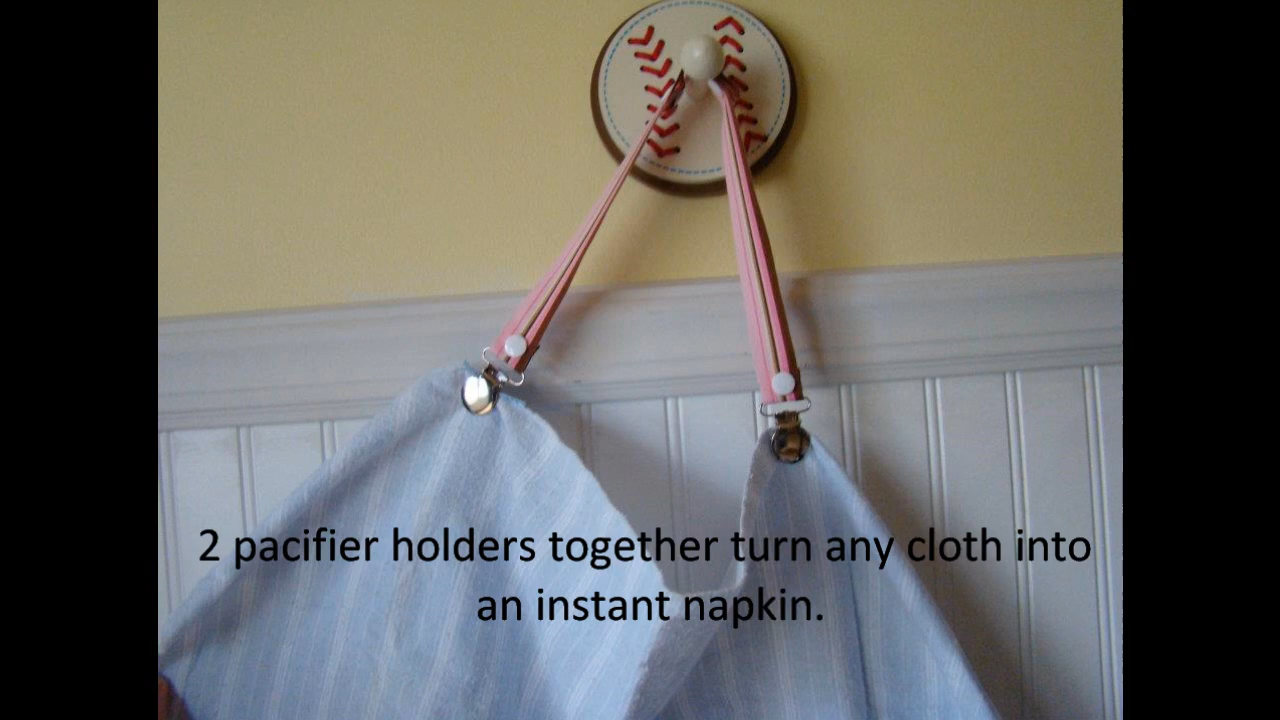 2 pacifier holders together turn any cloth into
an instant napkin.